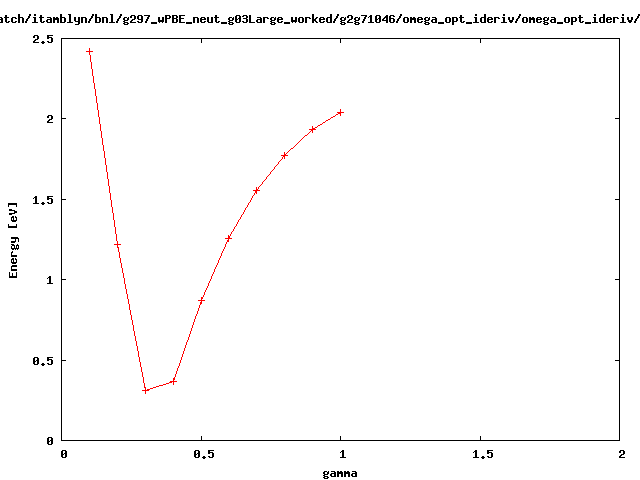 atch/itamblyn/bnl/g297_wPBE_neut_g03Large_worked/g2g71046/omega_opt_ideriv/omega_opt_ideriv/
2.5
2
1.5
1
0.5
0
Energy [eV]
0 0.5 1 1.5 2
gamma